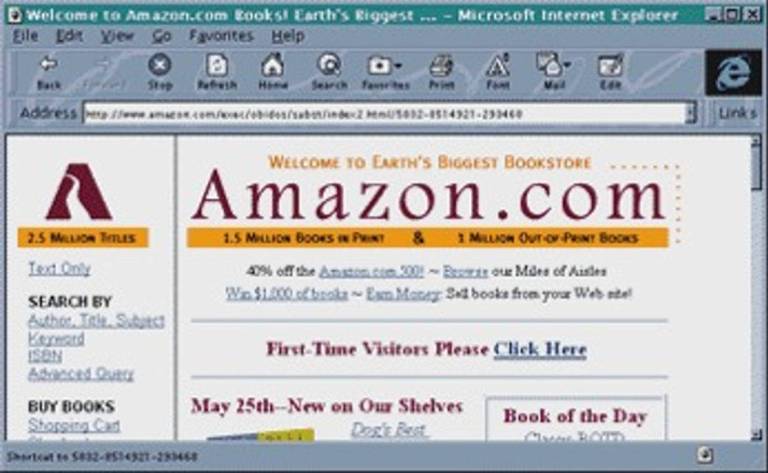 Welcome to Amazon.com Books! Earth's Biggest ... - Microsoft Internet Explorer
File Edit View Go Favorites Help
Back Forward Stop Refresh Home Search Favorites Print Font Mail Edit
Address http://www.amazon.com/exec/obidos/subst/index2.html/5032-8514921-290460 Links
WELCOME TO EARTH'S BIGGEST BOOKSTORE
Amazon.com
2.5 MILLION TITLES
1.5 MILLION BOOKS IN PRINT & 1 MILLION OUT-OF-PRINT BOOKS
Text Only
40% off the Amazon.com 500! ~ Browse our Miles of Aisles
Win $1,000 of books ~ Earn Money: Sell books from your Web site!
SEARCH BY
Author, Title, Subject
Keyword
ISBN
Advanced Query
First-Time Visitors Please Click Here
BUY BOOKS
Shopping Cart
May 25th--New on Our Shelves
Dog's Best
Book of the Day
Classic BOTD
Shortcut to 5032-8514921-290460